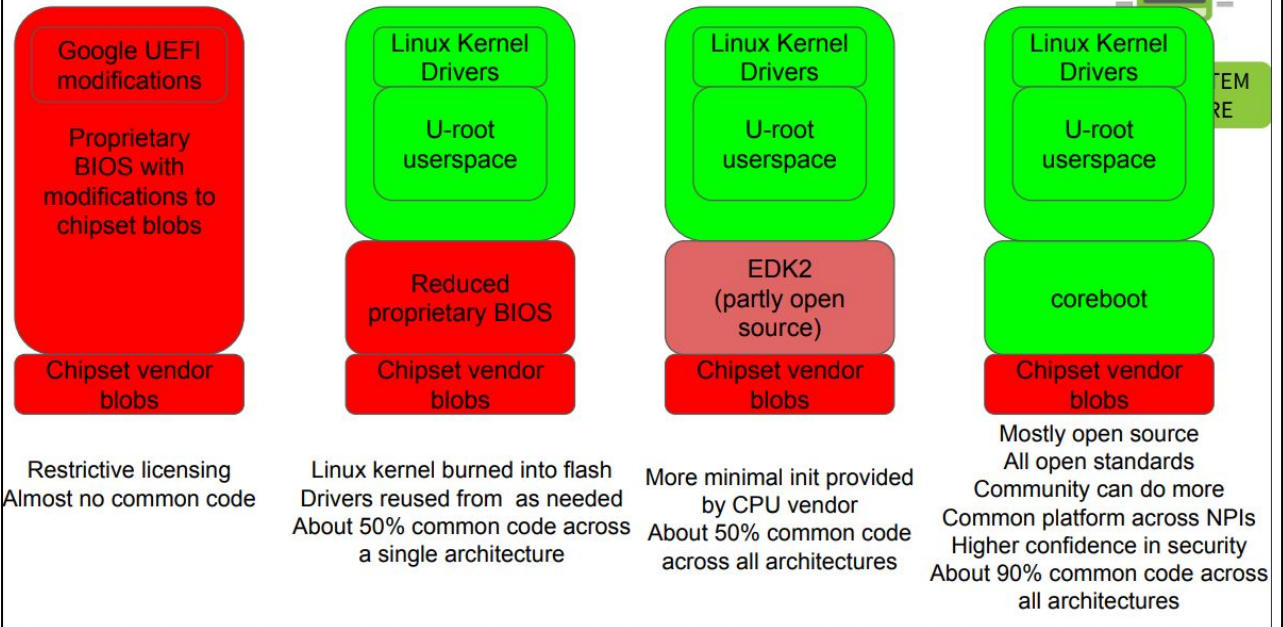 Google UEFI
modifications
Proprietary
BIOS with
modifications to
chipset blobs
Chipset vendor
blobs
Restrictive licensing
Almost no common code
Linux Kernel
Drivers
U-root
userspace
Reduced
proprietary BIOS
Chipset vendor
blobs
Linux kernel burned into flash
Drivers reused from as needed
About 50% common code across
a single architecture
Linux Kernel
Drivers
U-root
userspace
EDK2
(partly open
source)
Chipset vendor
blobs
More minimal init provided
by CPU vendor
About 50% common code
across all architectures
Linux Kernel
Drivers
U-root
userspace
coreboot
Chipset vendor
blobs
Mostly open source
All open standards
Community can do more
Common platform across NPIs
Higher confidence in security
About 90% common code across
all architectures
TEM
RE